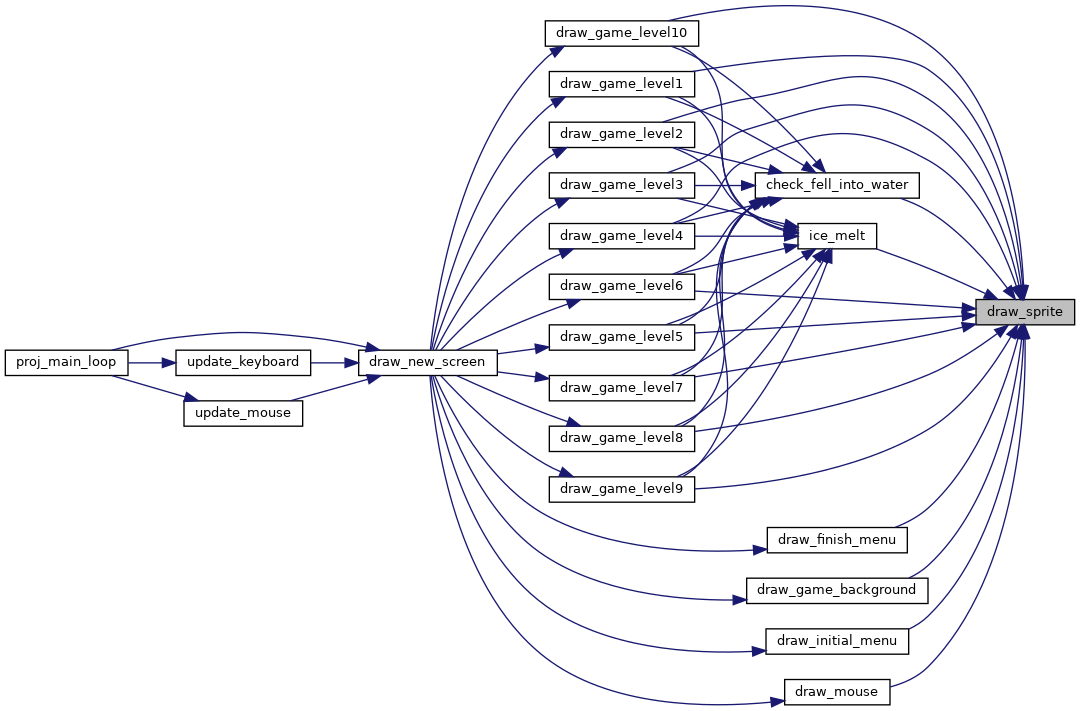 draw_game_level10
draw_game_level1
draw_game_level2
draw_game_level3
check_fell_into_water
draw_game_level4
ice_melt
draw_game_level6
draw_sprite
draw_game_level5
proj_main_loop
update_keyboard
draw_new_screen
draw_game_level7
update_mouse
draw_game_level8
draw_game_level9
draw_finish_menu
draw_game_background
draw_initial_menu
draw_mouse